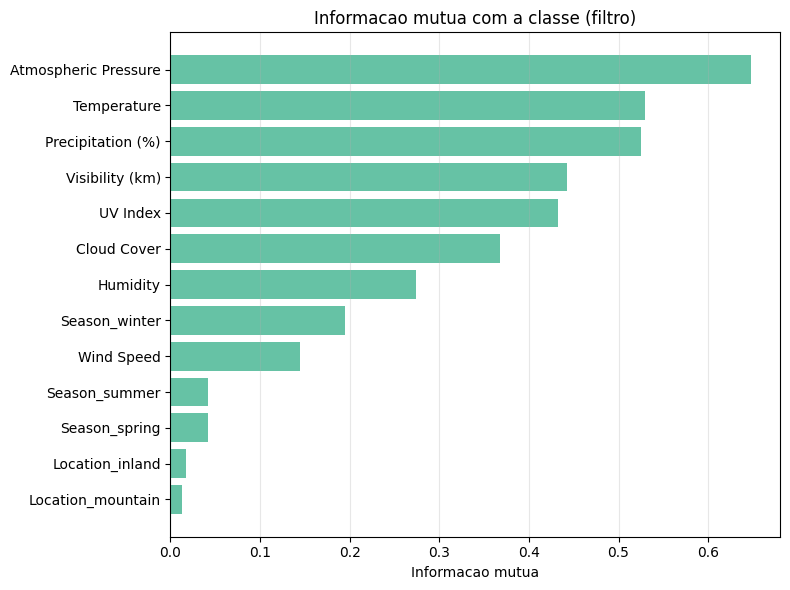 Informacao mutua com a classe (filtro)
Atmospheric Pressure
Temperature
Precipitation (%)
Visibility (km)
UV Index
Cloud Cover
Humidity
Season_winter
Wind Speed
Season_summer
Season_spring
Location_inland
Location_mountain
0.0 0.1 0.2 0.3 0.4 0.5 0.6
Informacao mutua